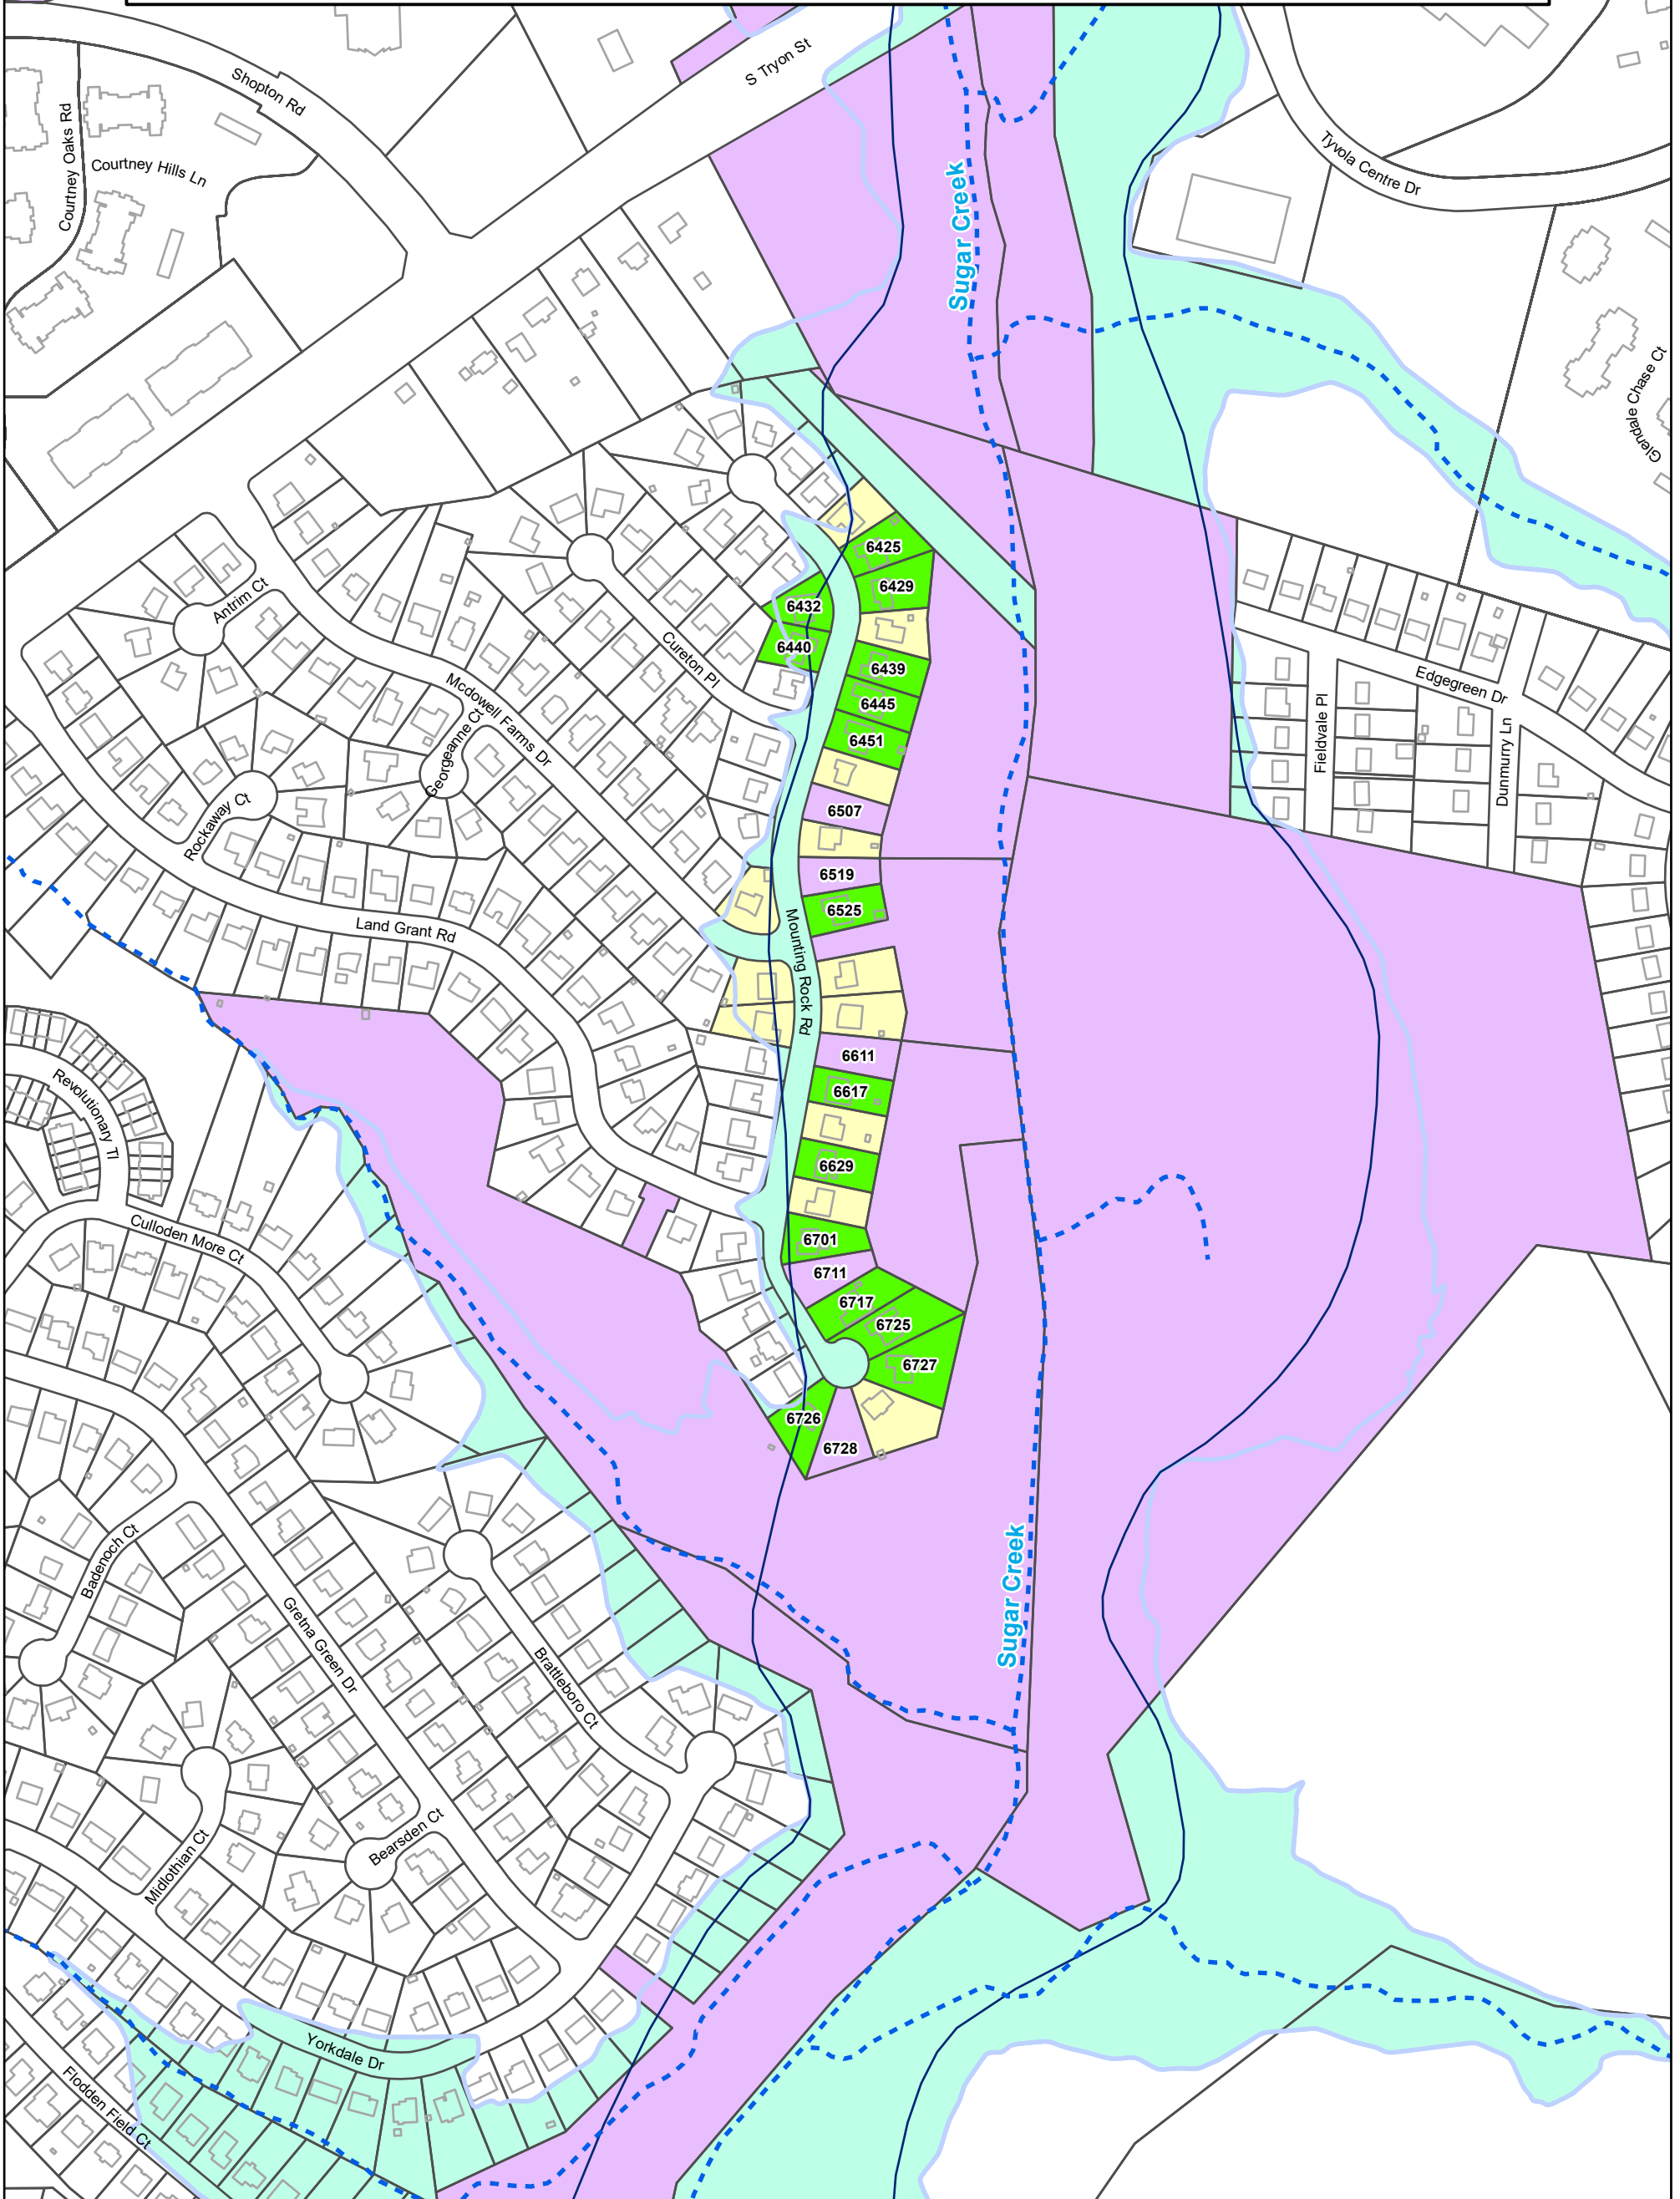 Shopton Rd
S Tryon St
Courtney Oaks Rd
Courtney Hills Ln
Tyvola Centre Dr
Sugar Creek
Glendale Chase Ct
6425
6429
6432
6440
Antrim Ct
Cureton Pl
6439
6445
6451
Mcdowell Farms Dr
Georgeanne Ct
Edgegreen Dr
Fieldvale Pl
Dunmurry Ln
Rockaway Ct
6507
6519
6525
Land Grant Rd
Mounting Rock Rd
6611
6617
Revolutionary Tl
6629
Culloden More Ct
6701
6711
6717
6725
6727
6726
6728
Badenoch Ct
Gretna Green Dr
Brattleboro Ct
Sugar Creek
Midlothian Ct
Bearsden Ct
Yorkdale Dr
Flodden Field Ct